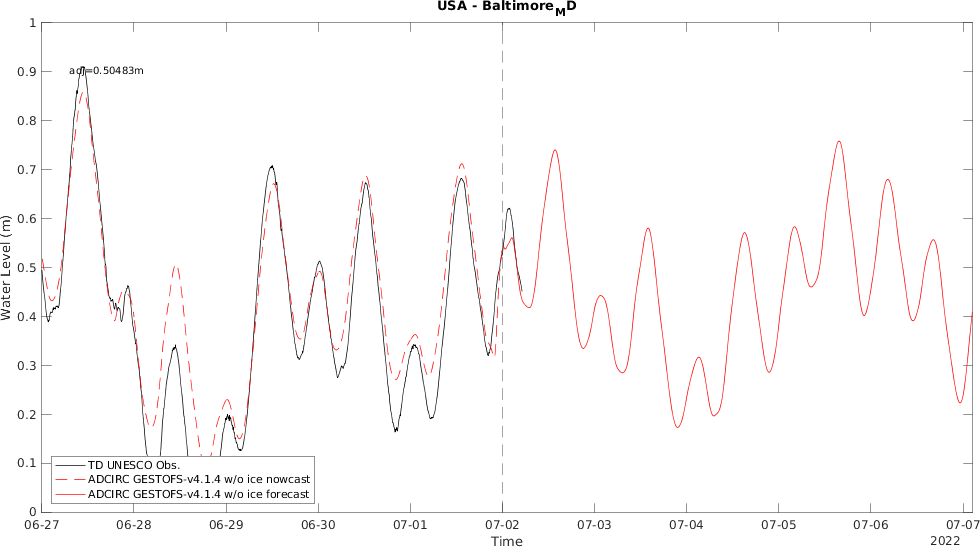 USA - Baltimore_MD
adj=0.50483m
Water Level (m)
1
0.9
0.8
0.7
0.6
0.5
0.4
0.3
0.2
0.1
0
TD UNESCO Obs.
ADCIRC GESTOFS-v4.1.4 w/o ice nowcast
ADCIRC GESTOFS-v4.1.4 w/o ice forecast
06-27 06-28 06-29 06-30 07-01 07-02 07-03 07-04 07-05 07-06 07-07
Time
2022